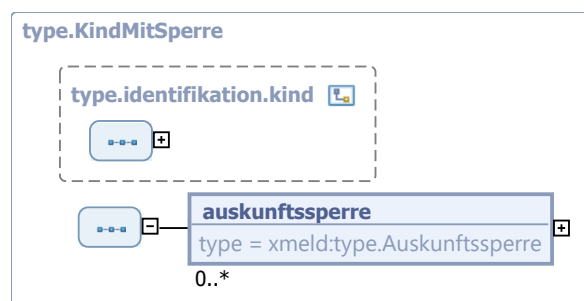 type.KindMitSperre
type.identifikation.kind
auskunftssperre
type = xmeld:type.Auskunftssperre
0..*